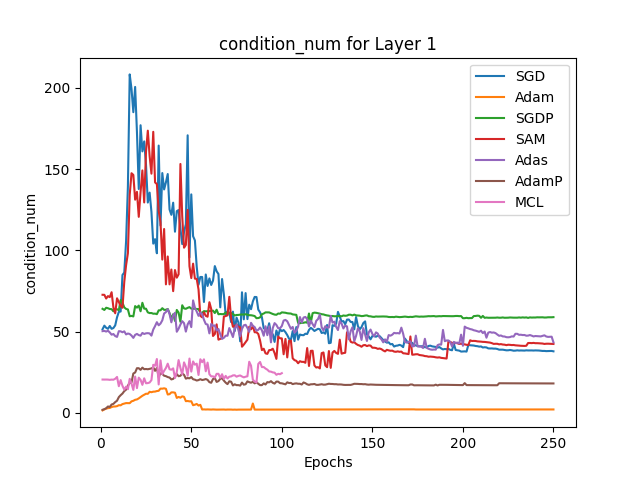 condition_num for Layer 1
condition_num
200
150
100
50
0
0
50
100
150
200
250
Epochs
SGD
Adam
SGDP
SAM
Adas
AdamP
MCL